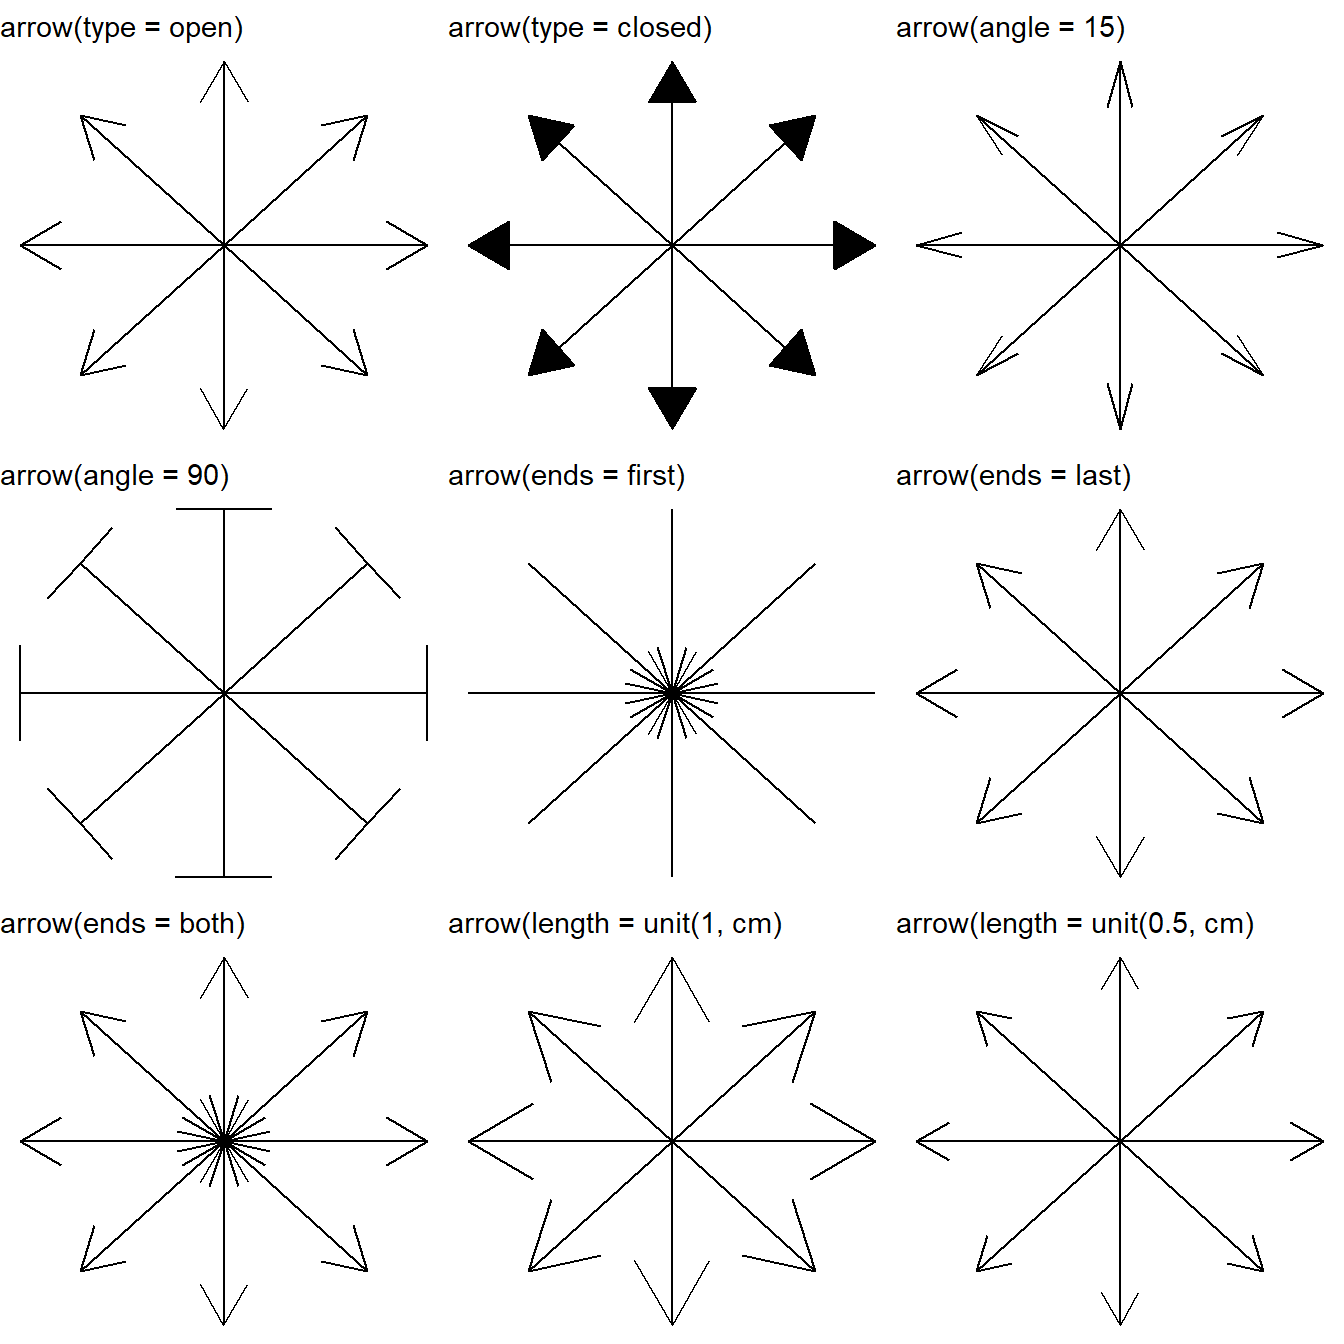 arrow(type = open)
arrow(type = closed)
arrow(angle = 15)
arrow(angle = 90)
arrow(ends = first)
arrow(ends = last)
arrow(ends = both)
arrow(length = unit(1, cm)
arrow(length = unit(0.5, cm)